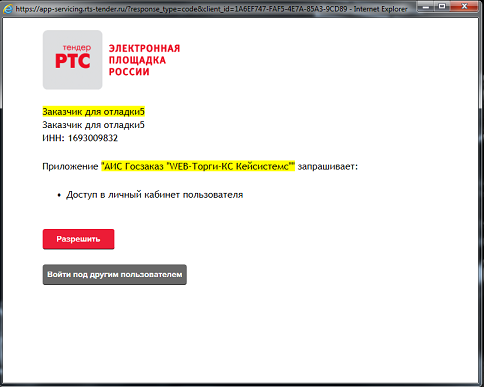 https://app-servicing.rts-tender.ru/?response_type=code&client_id=1A6EF747-FAF5-4E7A-85A3-9CD89 - Internet Explorer
тендер
РТС
ЭЛЕКТРОННАЯ
ПЛОЩАДКА
РОССИИ
Заказчик для отладки5
Заказчик для отладки5
ИНН: 1693009832
Приложение "АИС Госзаказ "WEB-Торги-КС Кейсистемс"" запрашивает:
• Доступ в личный кабинет пользователя
Разрешить
Войти под другим пользователем